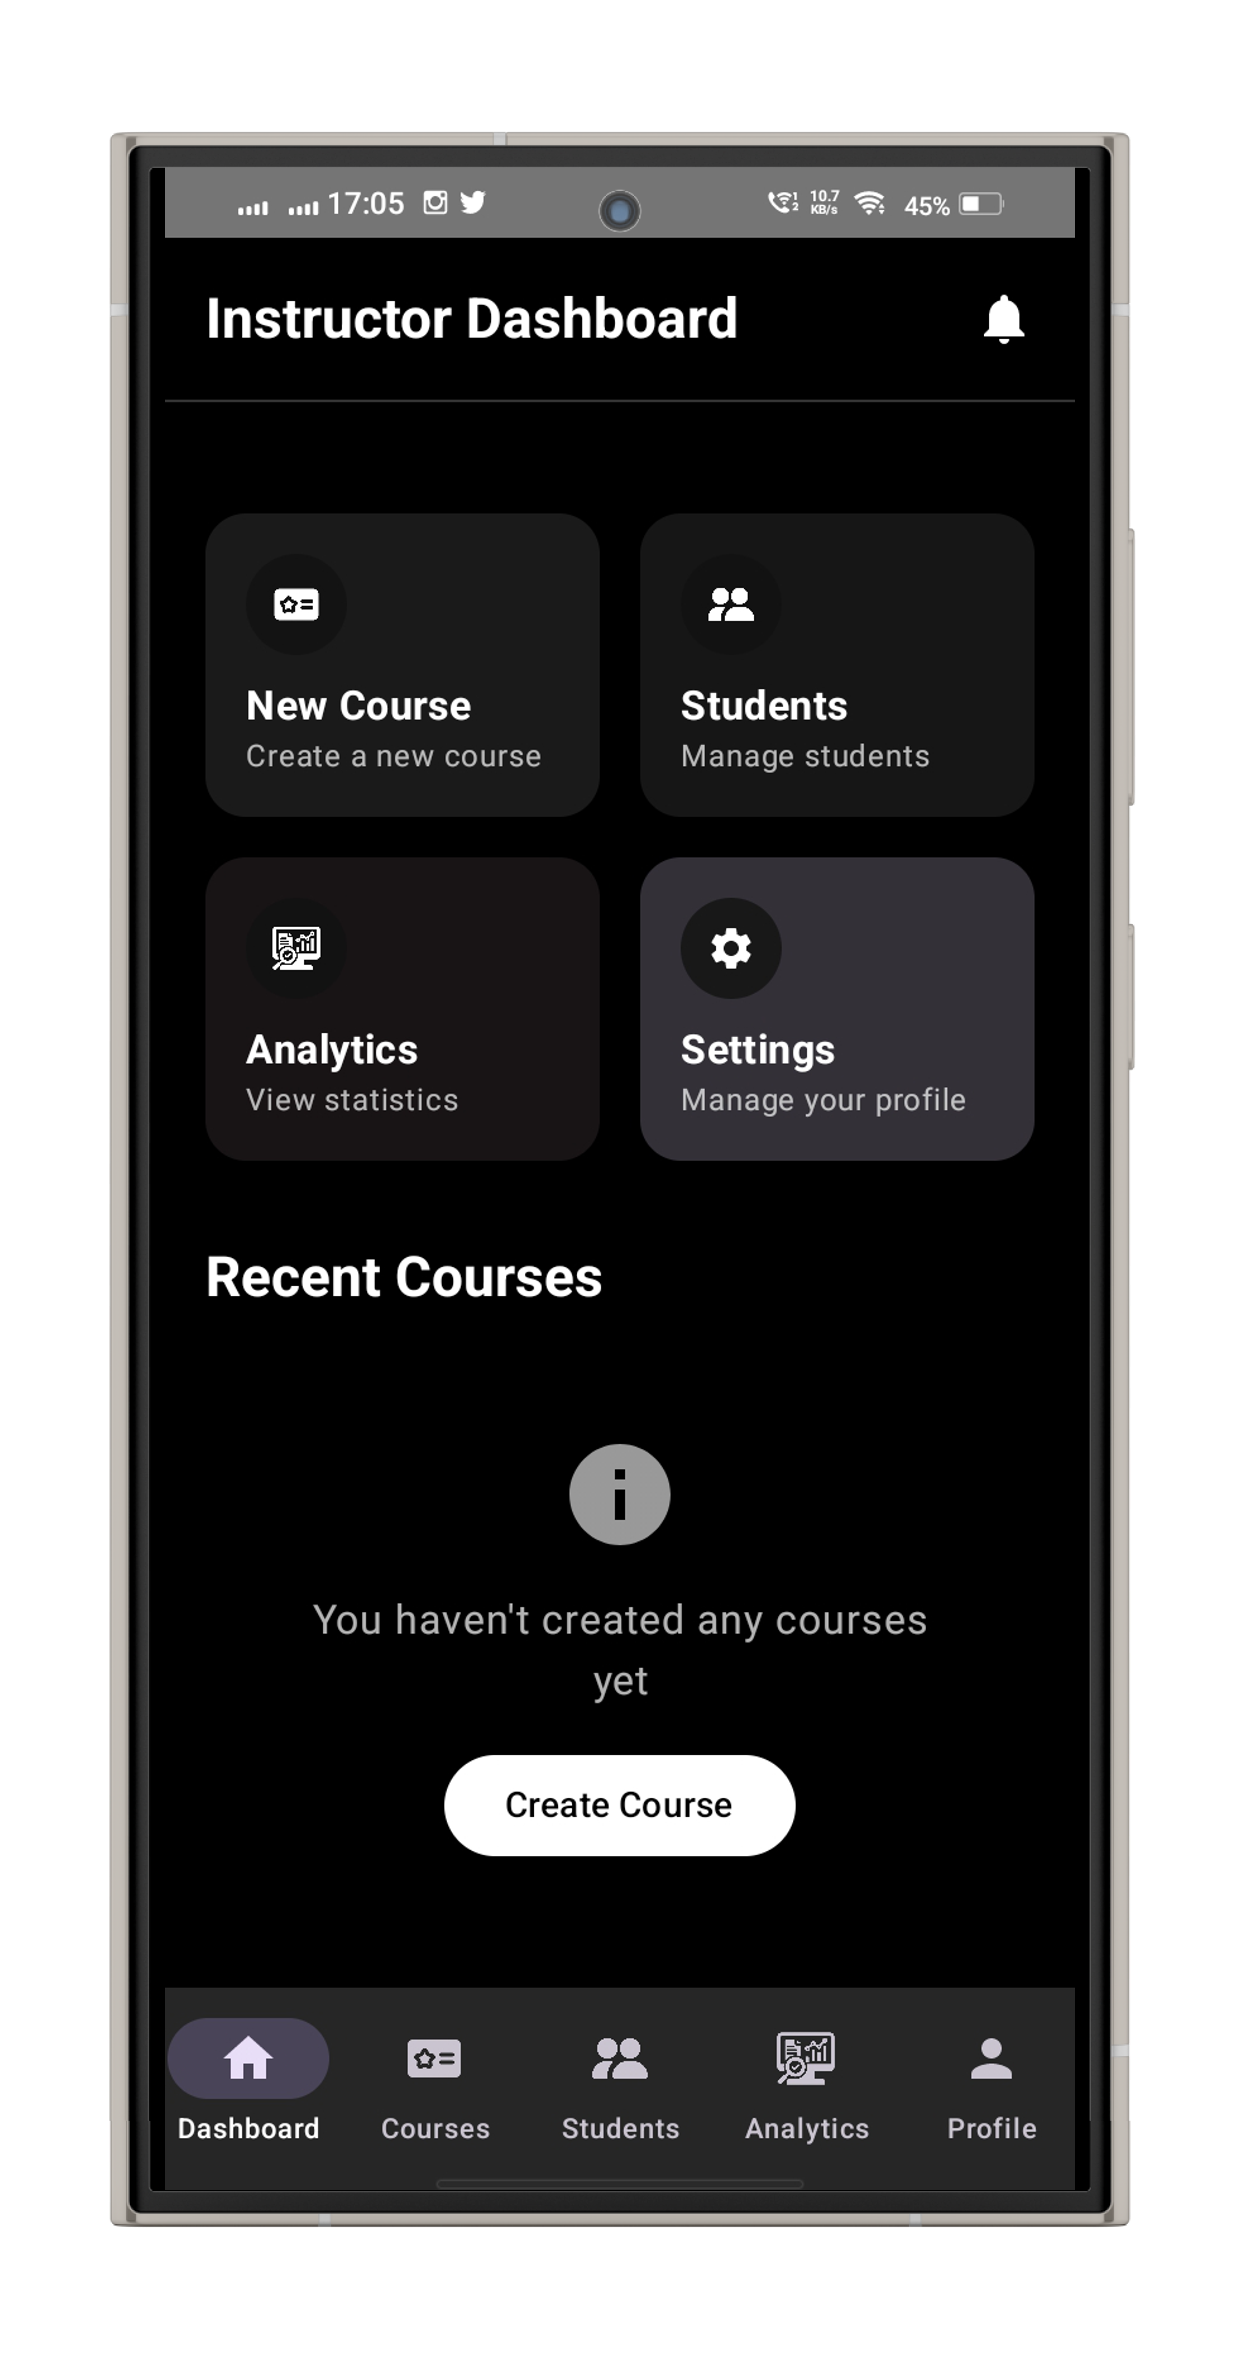 17:05
10.7
KB/s
45%
Instructor Dashboard
New Course
Create a new course
Students
Manage students
Analytics
View statistics
Settings
Manage your profile
Recent Courses
You haven't created any courses
yet
Create Course
Dashboard
Courses
Students
Analytics
Profile